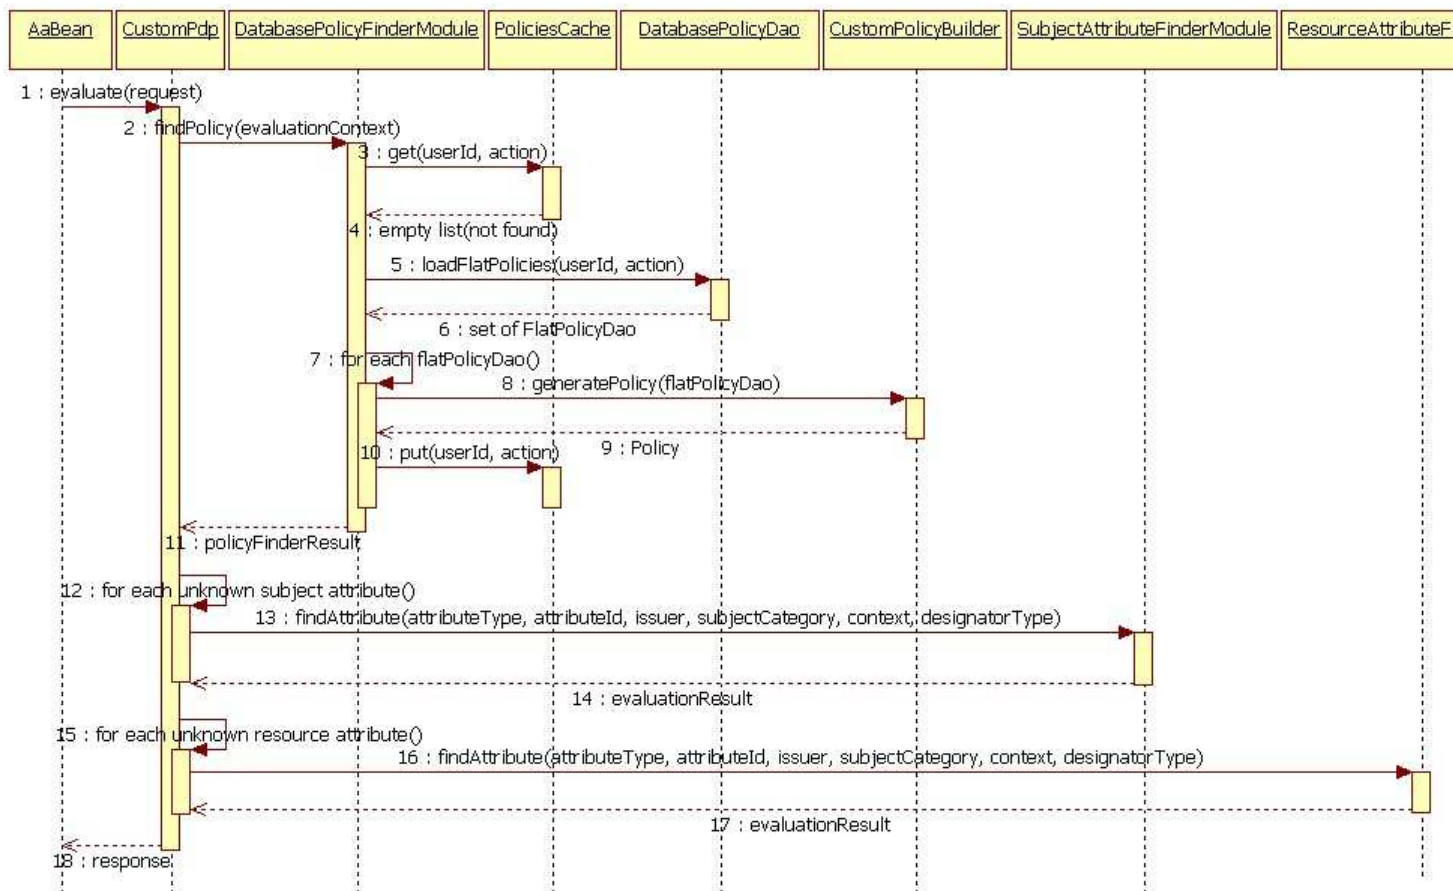 AaBean
CustomPdp
DatabasePolicyFinderModule
PoliciesCache
DatabasePolicyDao
CustomPolicyBuilder
SubjectAttributeFinderModule
ResourceAttributeF
1 : evaluate(request)
2 : findPolicy(evaluationContext)
3 : get(userId, action)
4 : empty list(not found)
5 : loadFlatPolicies(userId, action)
6 : set of FlatPolicyDao
7 : for each flatPolicyDao()
8 : generatePolicy(flatPolicyDao)
9 : Policy
10 : put(userId, action)
11 : policyFinderResult
12 : for each unknown subject attribute()
13 : findAttribute(attributeType, attributeId, issuer, subjectCategory, context, designatorType)
14 : evaluationResult
15 : for each unknown resource attribute()
16 : findAttribute(attributeType, attributeId, issuer, subjectCategory, context, designatorType)
17 : evaluationResult
18 : response